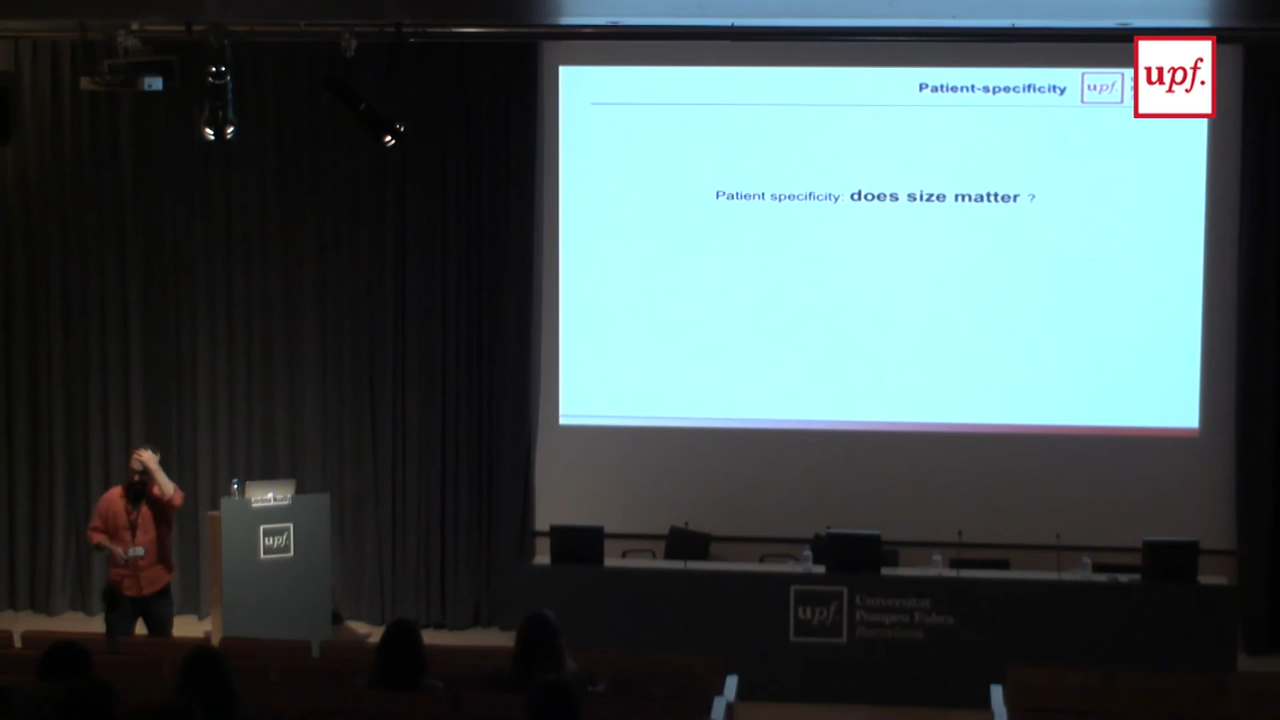 Patient-specificity
upf.
upf.
Patient specificity: does size matter ?
upf.
upf.
Universitat
Pompeu Fabra
Barcelona